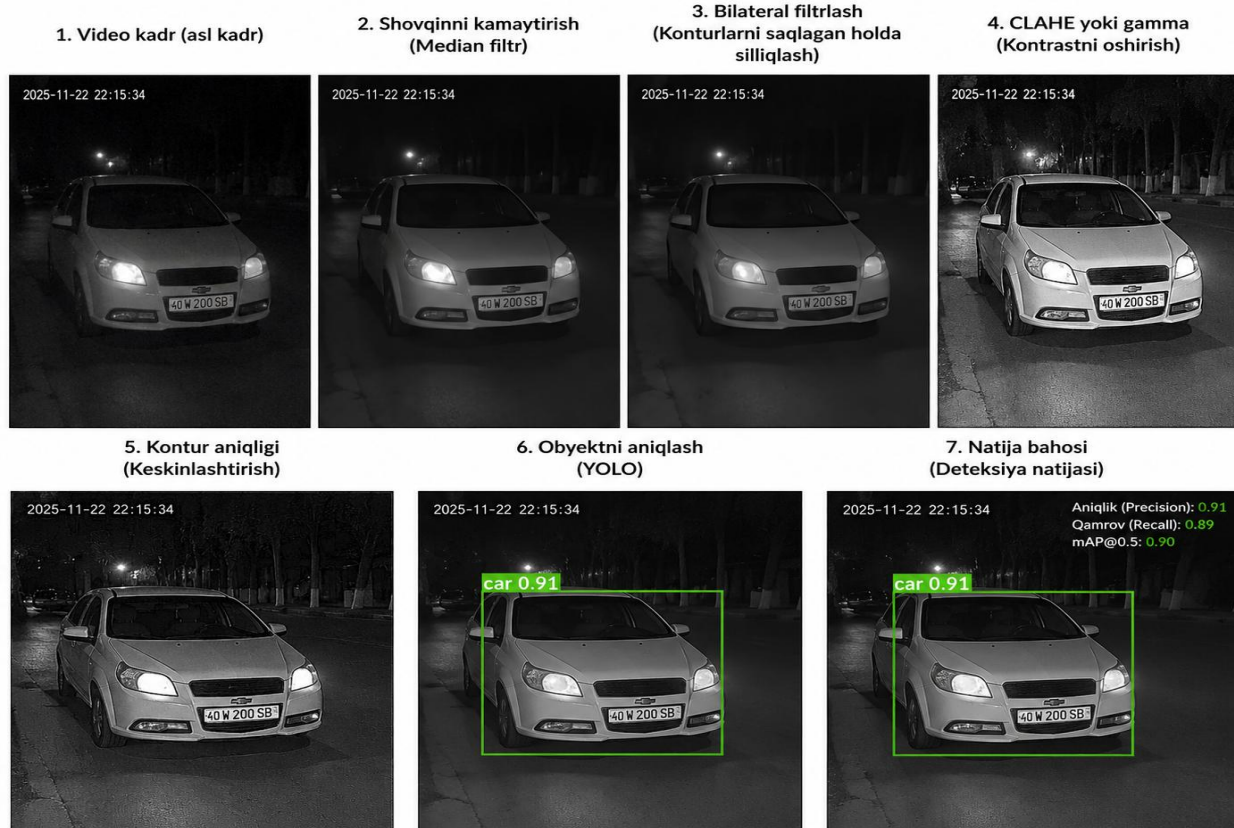 1. Video kadr (asl kadr)
2. Shovqinni kamaytirish
(Median filtr)
3. Bilateral filtrlash
(Konturlarni saqlagan holda
silliqlash)
4. CLAHE yoki gamma
(Kontrastni oshirish)
2025-11-22 22:15:34
40 W 200 SB
2025-11-22 22:15:34
40 W 200 SB
2025-11-22 22:15:34
40 W 200 SB
2025-11-22 22:15:34
40 W 200 SB
5. Kontur aniqligi
(Keskinlashtirish)
6. Obyektni aniqlash
(YOLO)
7. Natija bahosi
(Deteksiya natijasi)
2025-11-22 22:15:34
40 W 200 SB
2025-11-22 22:15:34
car 0.91
40 W 200 SB
2025-11-22 22:15:34
Aniqlik (Precision): 0.91
Qamrov (Recall): 0.89
mAP@0.5: 0.90
car 0.91
40 W 200 SB